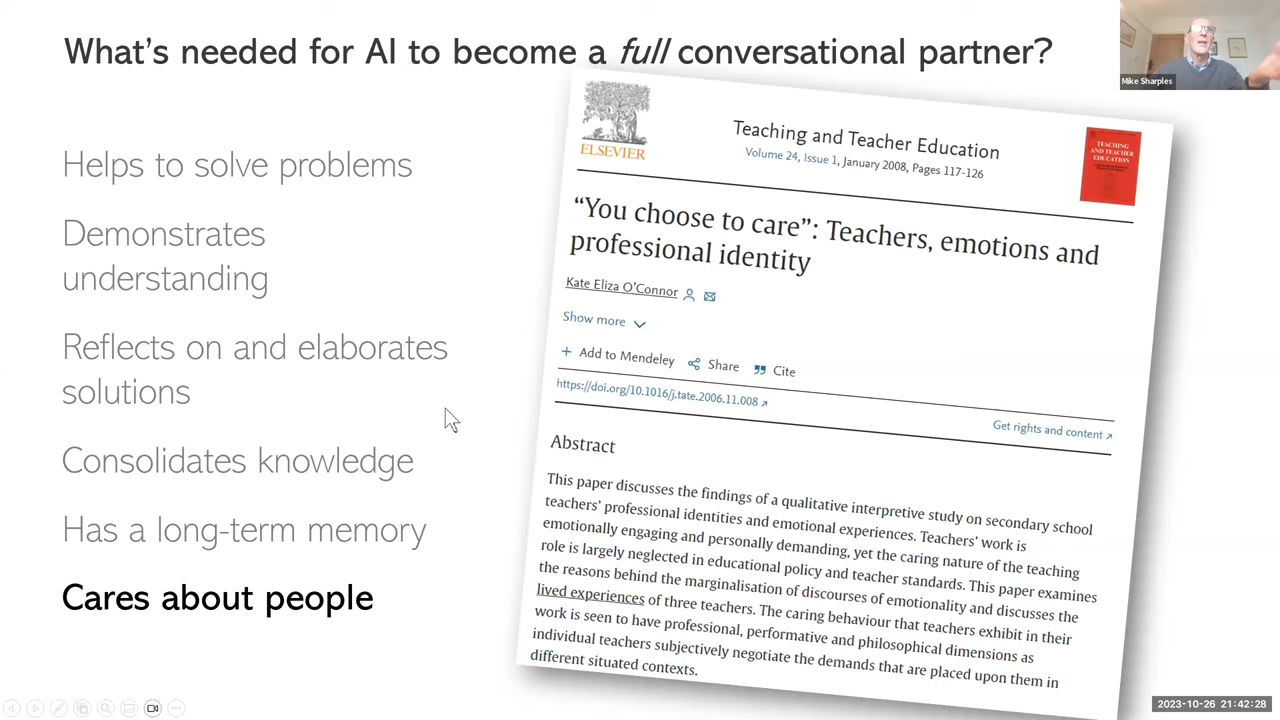 What's needed for AI to become a full conversational partner?
Mike Sharples
Helps to solve problems
Demonstrates
understanding
Reflects on and elaborates
solutions
Consolidates knowledge
Has a long-term memory
Cares about people
ELSEVIER
Teaching and Teacher Education
Volume 24, Issue 1, January 2008, Pages 117-126
TEACHING
AND TEACHER
EDUCATION
“You choose to care”: Teachers, emotions and
professional identity
Kate Eliza O’Connor
Show more
+ Add to Mendeley Share Cite
https://doi.org/10.1016/j.tate.2006.11.008
Get rights and content
Abstract
This paper discusses the findings of a qualitative interpretive study on secondary school
teachers’ professional identities and emotional experiences. Teachers’ work is
emotionally engaging and personally demanding, yet the caring nature of the teaching
role is largely neglected in educational policy and teacher standards. This paper examines
the reasons behind the marginalisation of discourses of emotionality and discusses the
lived experiences of three teachers. The caring behaviour that teachers exhibit in their
work is seen to have professional, performative and philosophical dimensions as
individual teachers subjectively negotiate the demands that are placed upon them in
different situated contexts.
2023-10-26 21:42:28